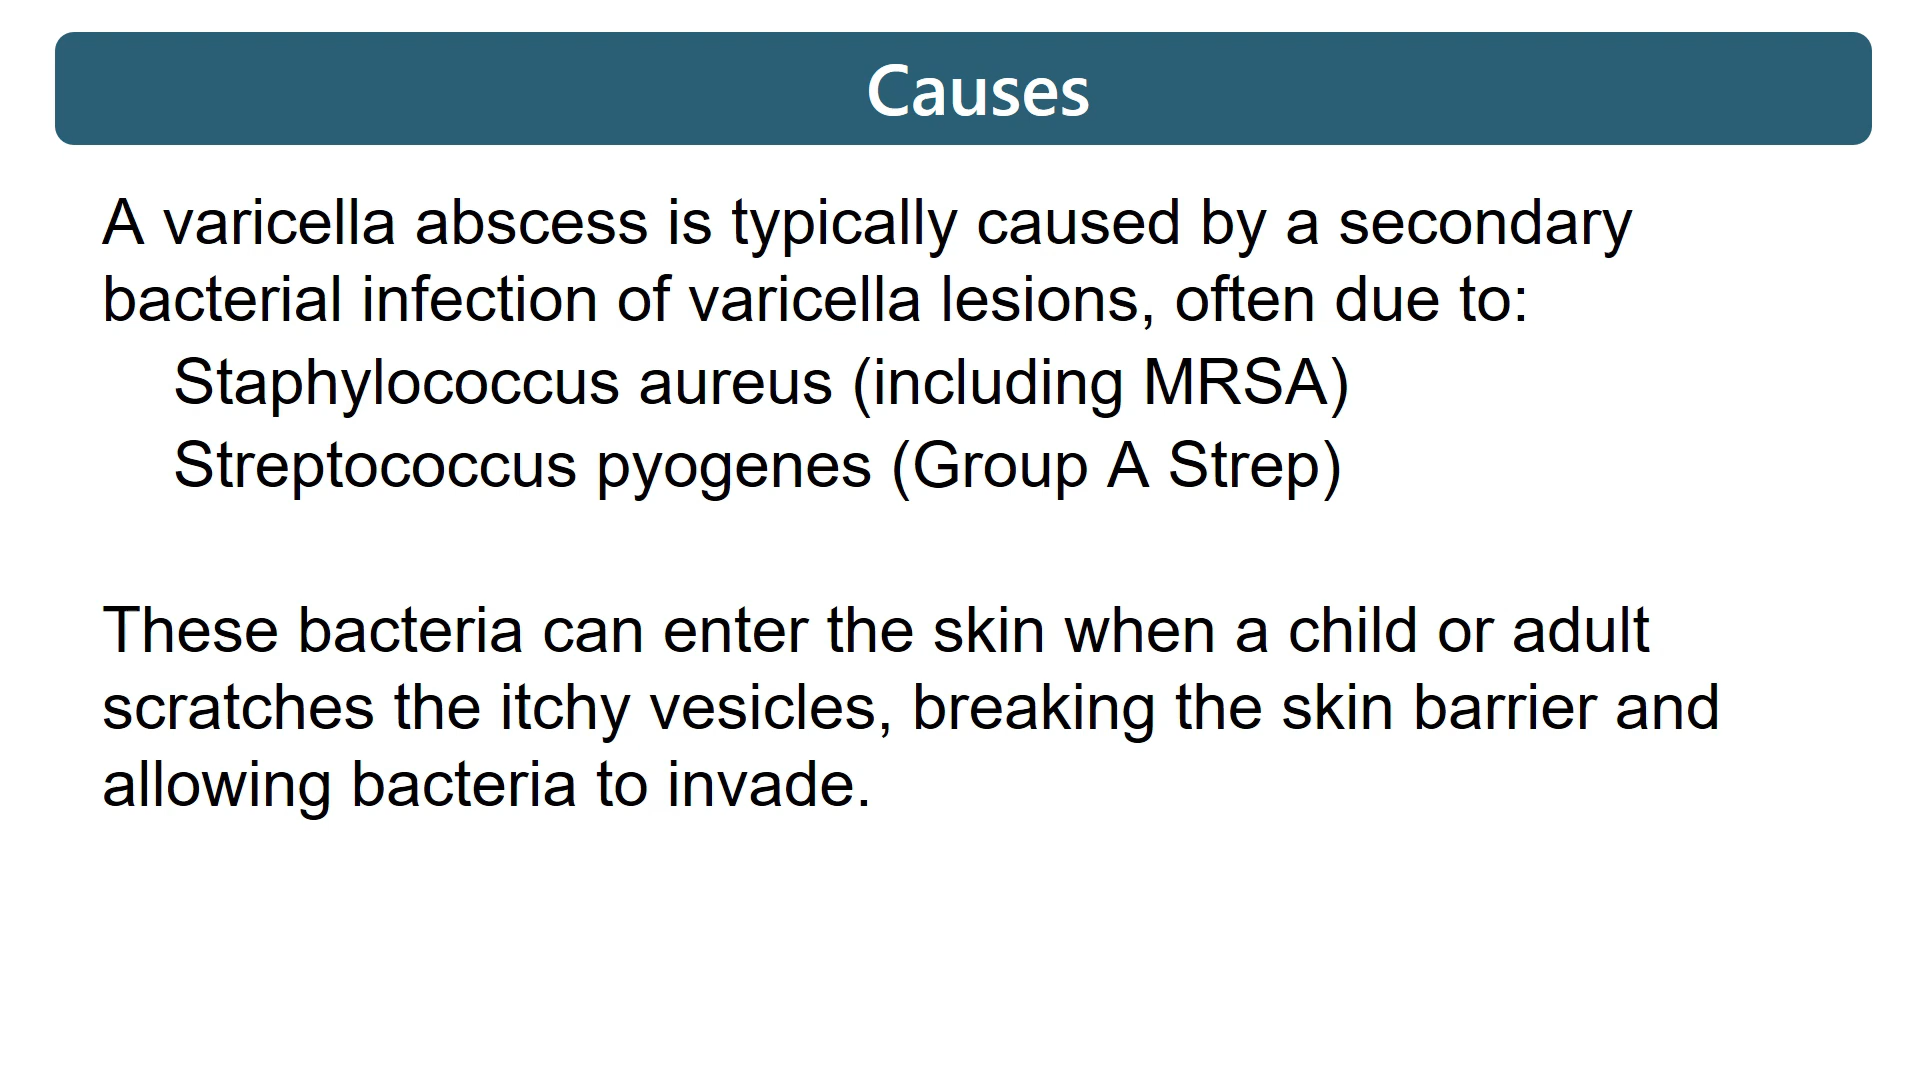 Causes
A varicella abscess is typically caused by a secondary
bacterial infection of varicella lesions, often due to:
Staphylococcus aureus (including MRSA)
Streptococcus pyogenes (Group A Strep)
These bacteria can enter the skin when a child or adult
scratches the itchy vesicles, breaking the skin barrier and
allowing bacteria to invade.